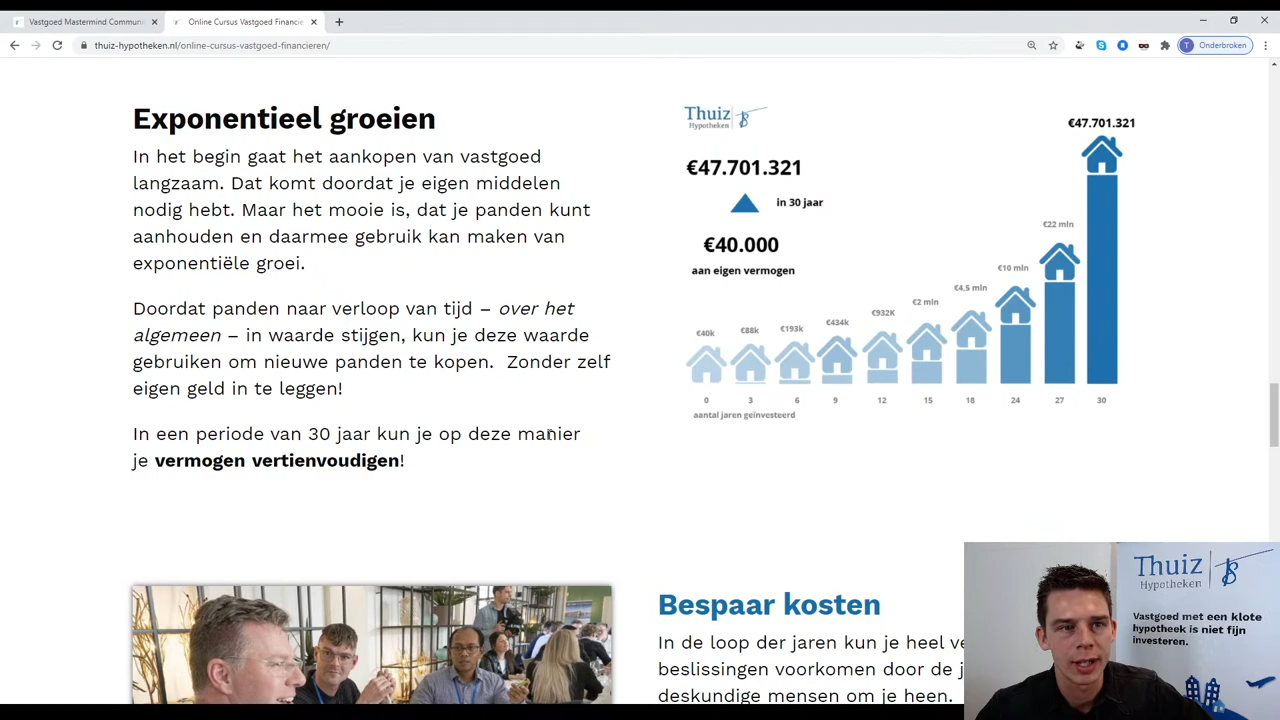 Vastgoed Mastermind Commun
Online Cursus Vastgoed Financie
thuiz-hypotheken.nl/online-cursus-vastgoed-financieren/
T
Onderbroken
Exponentieel groeien
In het begin gaat het aankopen van vastgoed
langzaam. Dat komt doordat je eigen middelen
nodig hebt. Maar het mooie is, dat je panden kunt
aanhouden en daarmee gebruik kan maken van
exponentiële groei.
Doordat panden naar verloop van tijd – over het
algemeen – in waarde stijgen, kun je deze waarde
gebruiken om nieuwe panden te kopen. Zonder zelf
eigen geld in te leggen!
In een periode van 30 jaar kun je op deze manier
je vermogen vertienvoudigen!
Thuiz
Hypotheken
€47.701.321
in 30 jaar
€40.000
aan eigen vermogen
€40k €88k €193k €434k €932K €2 mln €4,5 mln €10 mln €22 mln €47.701.321
0 3 6 9 12 15 18 24 27 30
aantal jaren geïnvesteerd
Bespaar kosten
In de loop der jaren kun je heel ve
beslissingen voorkomen door de j
deskundige mensen om je heen.
Thuiz
Hypotheken
Vastgoed met een klote
hypotheek is niet fijn
investeren.